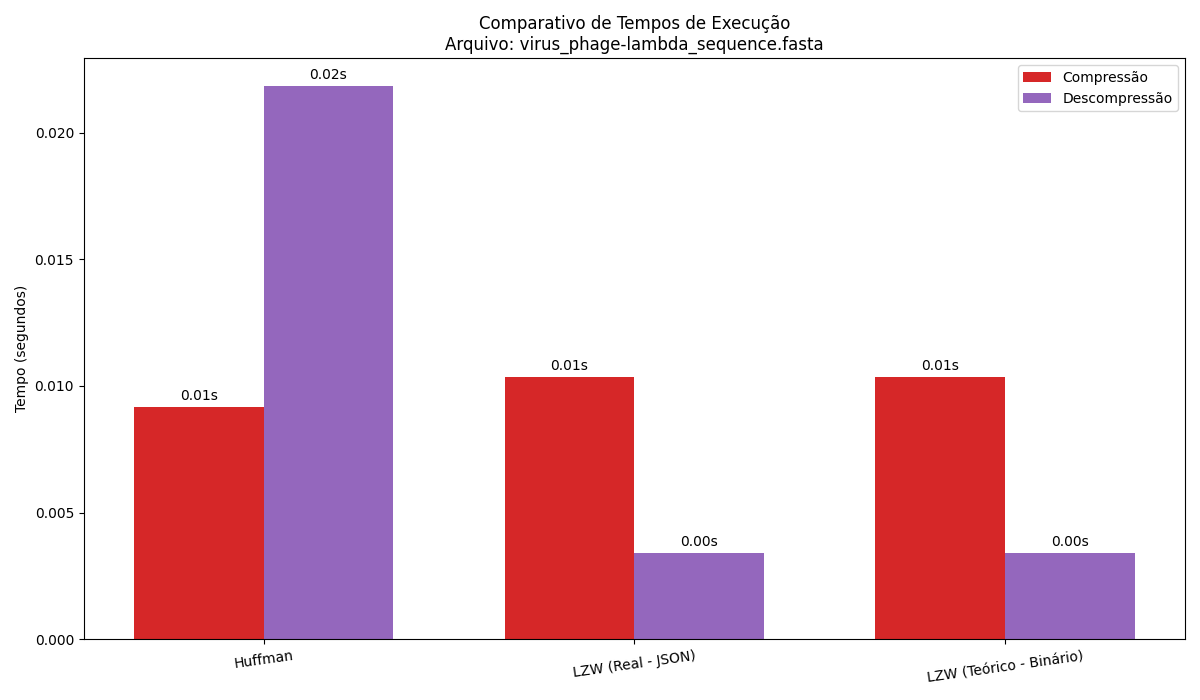 Comparativo de Tempos de Execução
Arquivo: virus_phage-lambda_sequence.fasta
Compressão
Descompressão
Tempo (segundos)
0.020
0.015
0.010
0.005
0.000
0.01s
0.02s
0.01s
0.00s
0.01s
0.00s
Huffman
LZW (Real - JSON)
LZW (Teórico - Binário)